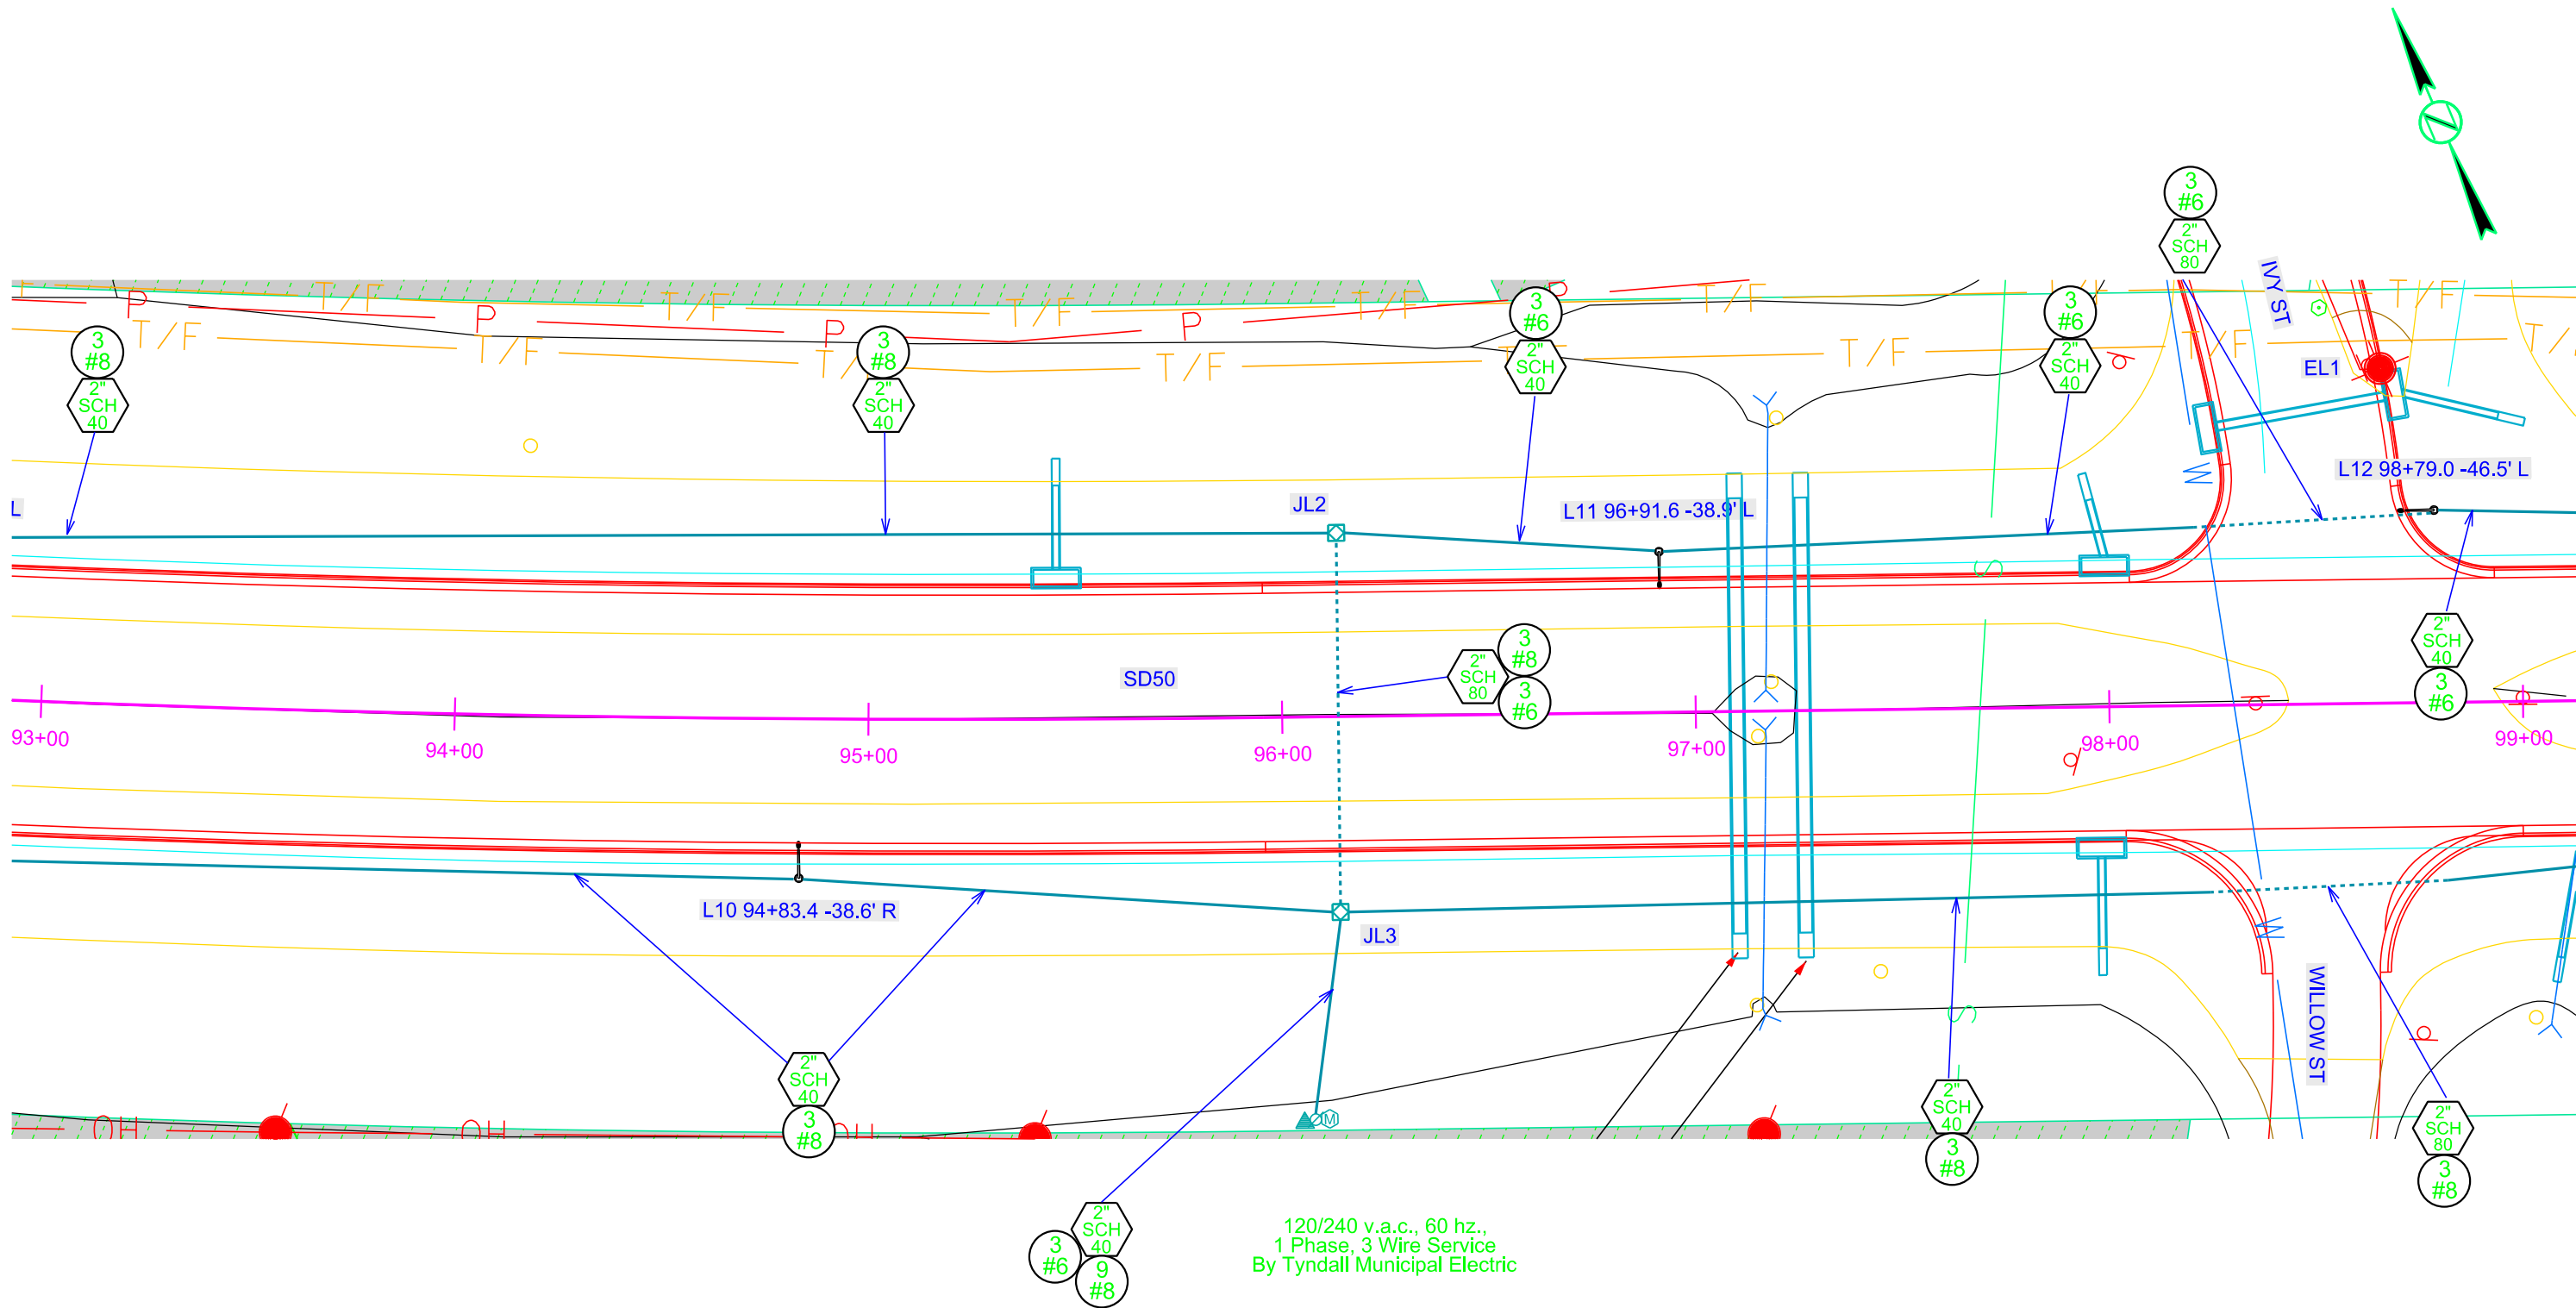 3
#6
2"
SCH
80
IVY ST
T/F
T/F
T/F
T/F
T/F
T/F
P
P
P
P
P
T/F
T/F
T/F
T/F
T/F
T/F
3
#8
2"
SCH
40
3
#8
2"
SCH
40
3
#6
2"
SCH
40
3
#6
2"
SCH
40
EL1
L
JL2
L11 96+91.6 -38.9' L
L12 98+79.0 -46.5' L
W
S
SD50
2"
SCH
80
3
#8
3
#6
2"
SCH
40
3
#6
93+00
94+00
95+00
96+00
97+00
98+00
99+00
L10 94+83.4 -38.6' R
JL3
W
S
WILLOW ST
OH
OH
OH
M
2"
SCH
40
3
#8
2"
SCH
40
3
#8
2"
SCH
80
3
#8
2"
SCH
40
3
#6
9
#8
120/240 v.a.c., 60 hz.,
1 Phase, 3 Wire Service
By Tyndall Municipal Electric